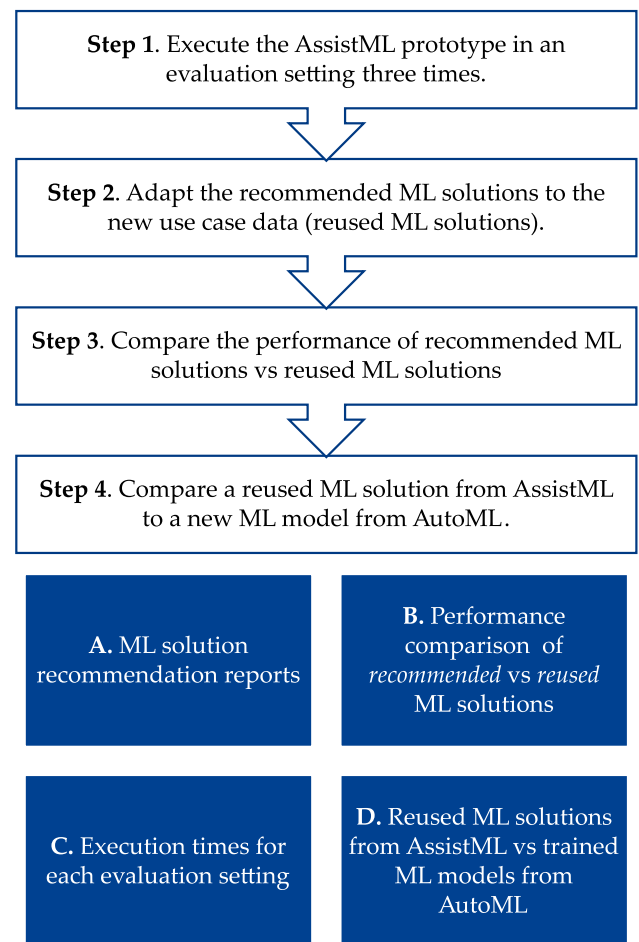 Step 1. Execute the AssistML prototype in an
evaluation setting three times.
Step 2. Adapt the recommended ML solutions to the
new use case data (reused ML solutions).
Step 3. Compare the performance of recommended ML
solutions vs reused ML solutions
Step 4. Compare a reused ML solution from AssistML
to a new ML model from AutoML.
A. ML solution
recommendation reports
B. Performance
comparison of
recommended vs reused
ML solutions
C. Execution times for
each evaluation setting
D. Reused ML solutions
from AssistML vs trained
ML models from
AutoML